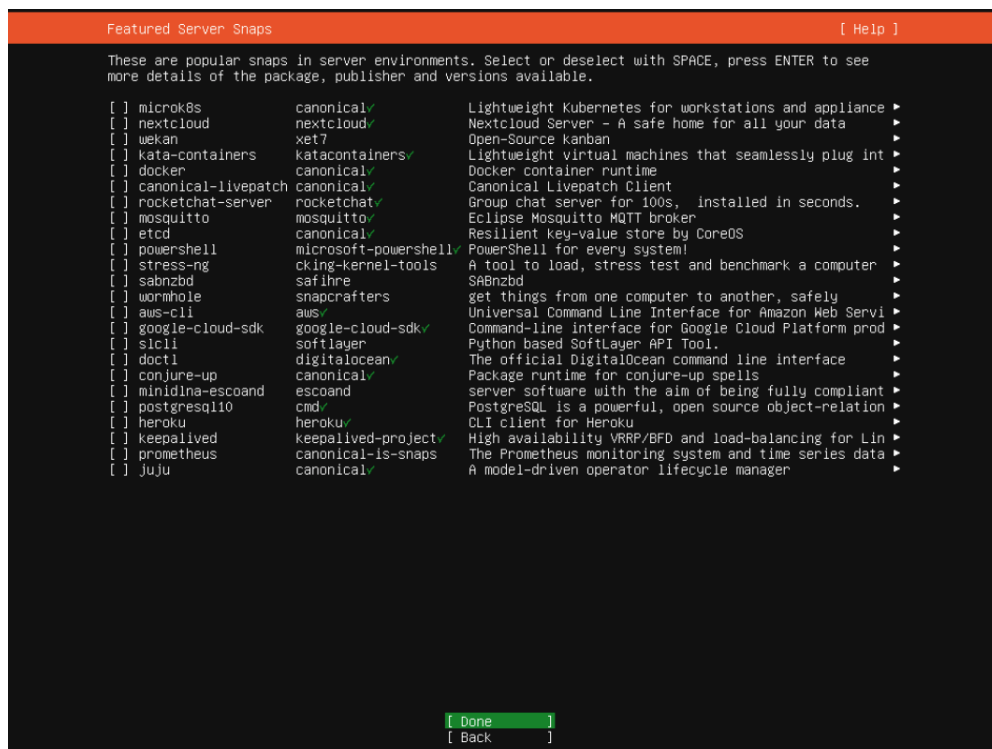 Featured Server Snaps [ Help ]
These are popular snaps in server environments. Select or deselect with SPACE, press ENTER to see
more details of the package, publisher and versions available.
[ ] microk8s canonical✓ Lightweight Kubernetes for workstations and appliance ▸
[ ] nextcloud nextcloud✓ Nextcloud Server - A safe home for all your data ▸
[ ] wekan xet7 Open-Source kanban ▸
[ ] kata-containers katacontainers✓ Lightweight virtual machines that seamlessly plug int ▸
[ ] docker canonical✓ Docker container runtime ▸
[ ] canonical-livepatch canonical✓ Canonical Livepatch Client ▸
[ ] rocketchat-server rocketchat✓ Group chat server for 100s, installed in seconds. ▸
[ ] mosquitto mosquitto✓ Eclipse Mosquitto MQTT broker ▸
[ ] etcd canonical✓ Resilient key-value store by CoreOS ▸
[ ] powershell microsoft-powershell✓ PowerShell for every system! ▸
[ ] stress-ng cking-kernel-tools A tool to load, stress test and benchmark a computer ▸
[ ] sabnzbd safihre SABnzbd ▸
[ ] wormhole snapcrafters get things from one computer to another, safely ▸
[ ] aws-cli aws✓ Universal Command Line Interface for Amazon Web Servi ▸
[ ] google-cloud-sdk google-cloud-sdk✓ Command-line interface for Google Cloud Platform prod ▸
[ ] slcli softlayer Python based SoftLayer API Tool. ▸
[ ] doctl digitalocean✓ The official DigitalOcean command line interface ▸
[ ] conjure-up canonical✓ Package runtime for conjure-up spells ▸
[ ] minidlna-escoand escoand server software with the aim of being fully compliant ▸
[ ] postgresql10 cmd✓ PostgreSQL is a powerful, open source object-relation ▸
[ ] heroku heroku✓ CLI client for Heroku ▸
[ ] keepalived keepalived-project✓ High availability VRRP/BFD and load-balancing for Lin ▸
[ ] prometheus canonical-is-snaps The Prometheus monitoring system and time series data ▸
[ ] juju canonical✓ A model-driven operator lifecycle manager ▸
[ Done ]
[ Back ]